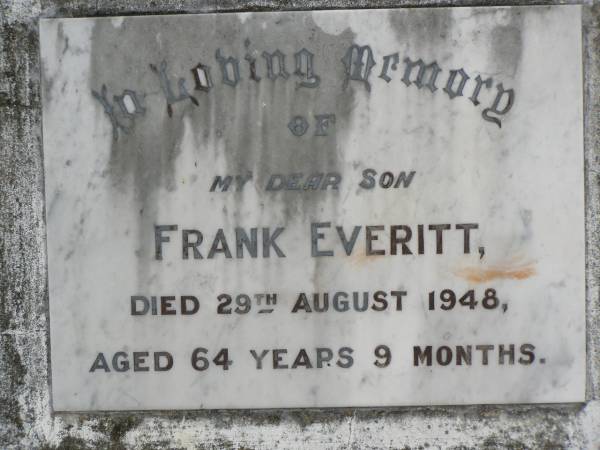 In Loving Memory
OF
MY DEAR SON
FRANK EVERITT,
DIED 29TH AUGUST 1948,
AGED 64 YEARS 9 MONTHS.